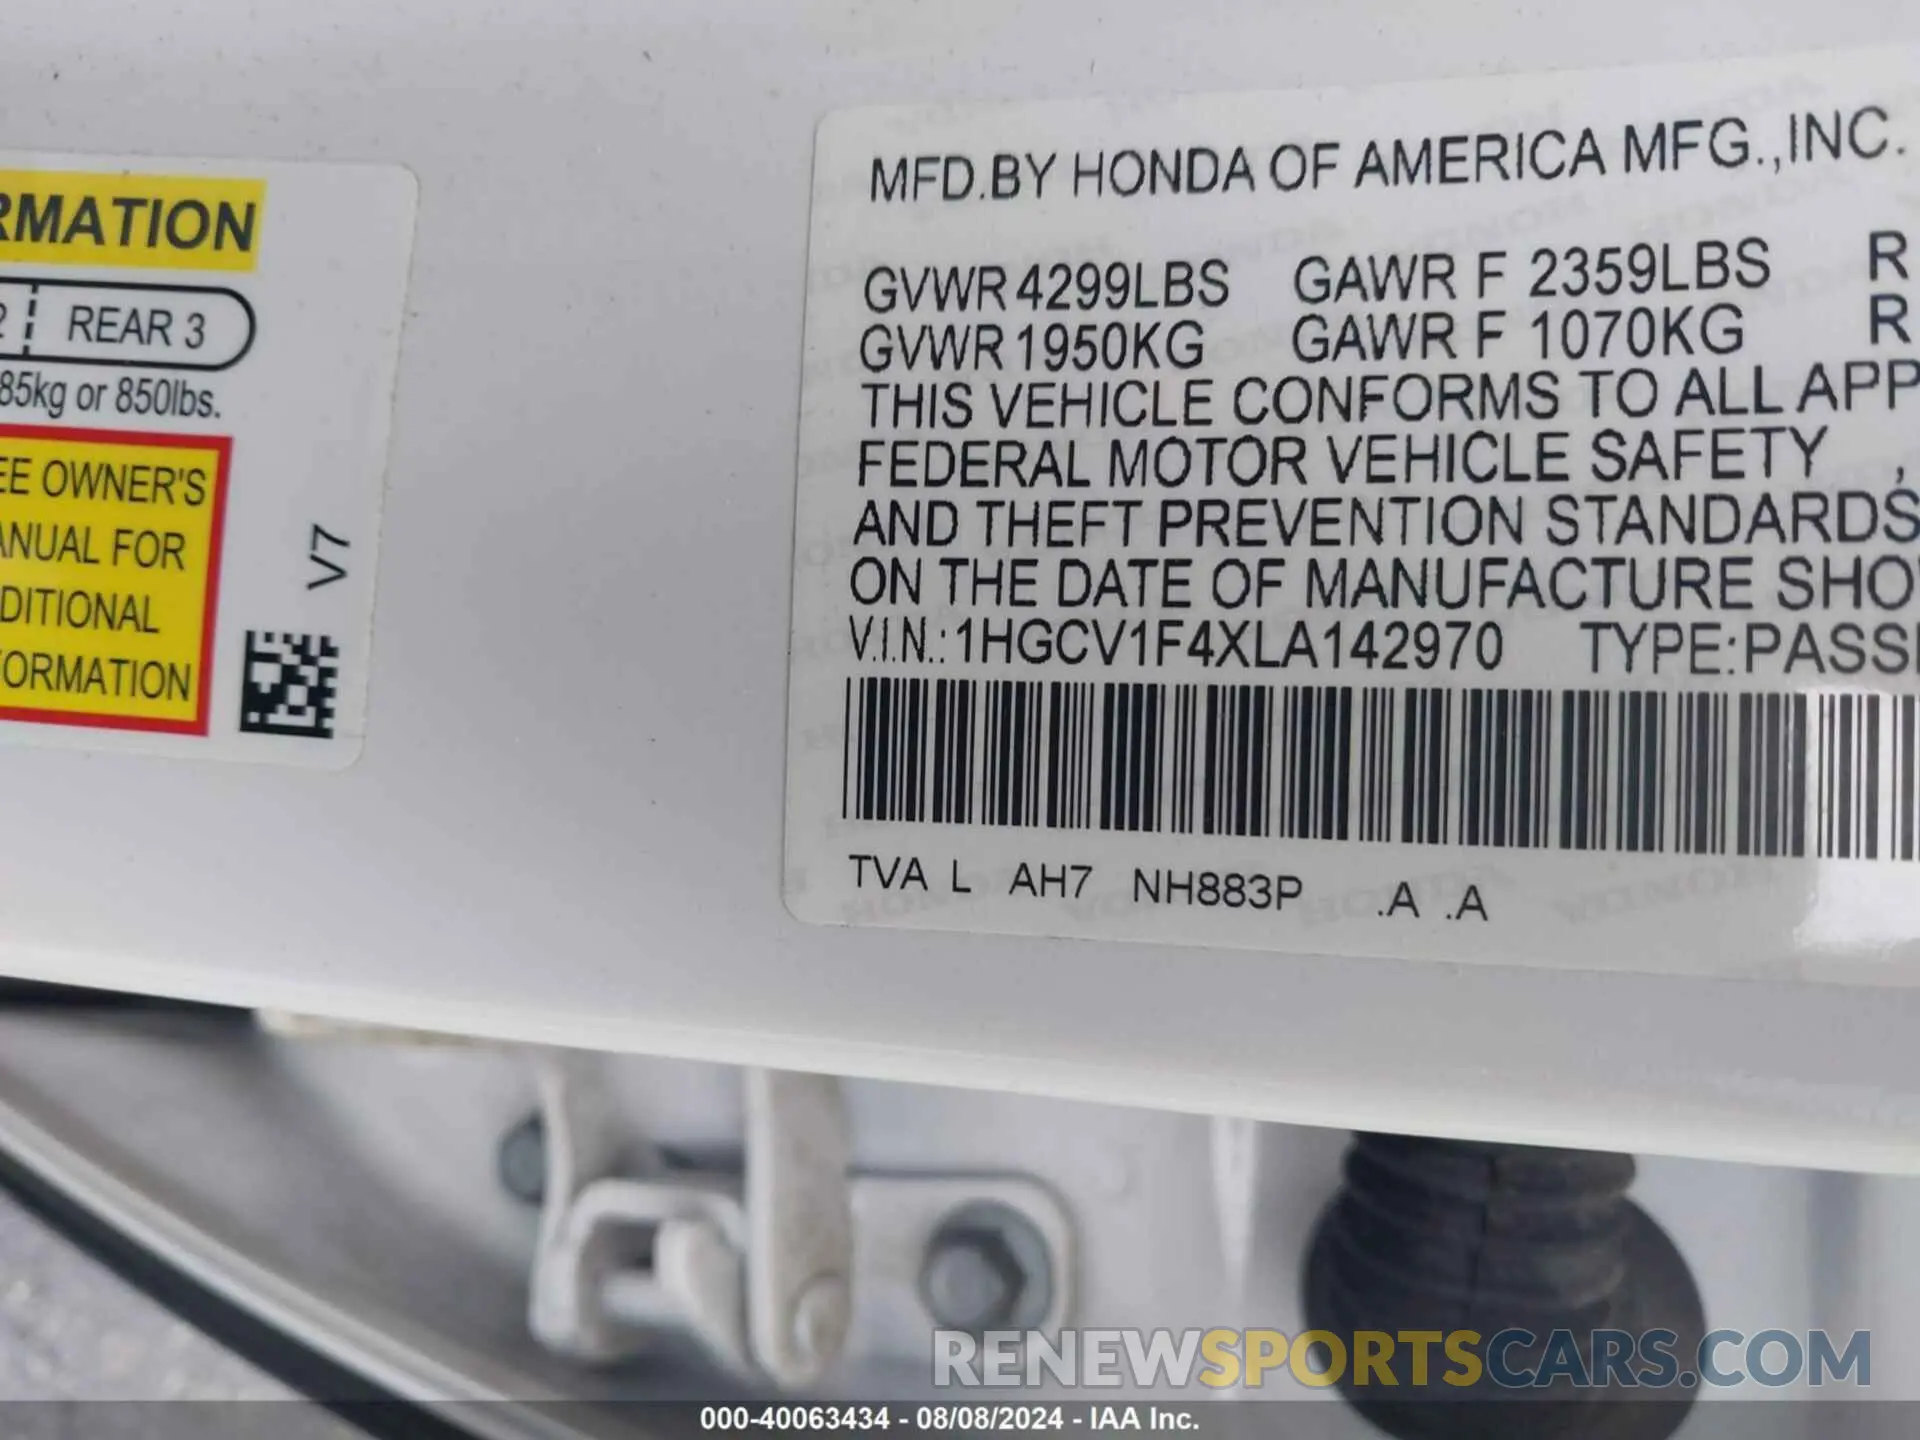 RMATION
REAR 3
85kg or 850lbs.
EE OWNER'S
ANUAL FOR
DITIONAL
FORMATION
V7
MFD.BY HONDA OF AMERICA MFG.,INC.
GVWR 4299LBS GAWR F 2359LBS R
GVWR 1950KG GAWR F 1070KG R
THIS VEHICLE CONFORMS TO ALL APP
FEDERAL MOTOR VEHICLE SAFETY ,
AND THEFT PREVENTION STANDARDS
ON THE DATE OF MANUFACTURE SHO
V.I.N.: 1HGCV1F4XLA142970 TYPE:PASS
TVA L AH7 NH883P .A .A
RENEWSPORTSCARS.COM
000-40063434 - 08/08/2024 - IAA Inc.